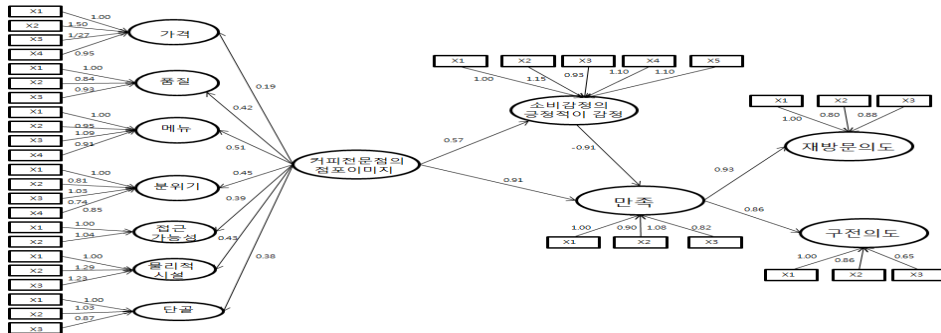 X1
1.00
X2
1.50
X3
1/27
X4
0.95
가격
X1
1.00
X2
0.84
X3
0.93
품질
X1
1.00
X2
0.95
X3
1.09
X4
0.91
메뉴
X1
1.00
X2
0.81
X3
1.03
X4
0.74
0.85
분위기
X1
1.00
X2
1.04
접근
가능성
X1
1.00
X2
1.29
X3
1.23
물리적
시설
X1
1.00
X2
1.03
X3
0.87
단골
0.19
0.42
0.51
0.45
0.39
0.43
0.38
커피전문점의
점포이미지
0.57
0.91
X1
X2
X3
X4
X5
1.00
1.15
0.93
1.10
1.10
소비감정의
긍정적이 감정
-0.91
만족
1.00
0.90
1.08
0.82
X1
X2
X3
0.93
0.86
X1
X2
X3
1.00
0.80
0.88
재방문의도
구전의도
1.00
0.86
0.65
X1
X2
X3